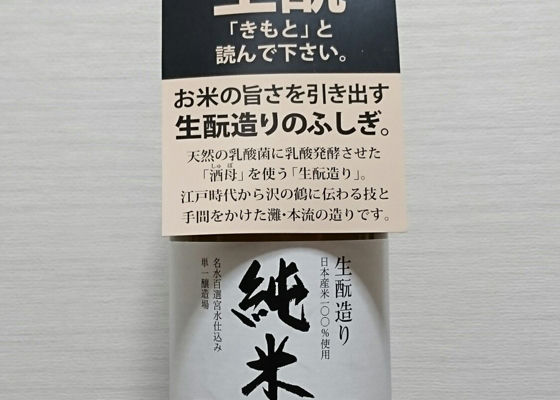 生酛
「きもと」と
読んで下さい。
お米の旨さを引き出す
生酛造りのふしぎ。
天然の乳酸菌に乳酸発酵させた
しゅぼ
「酒母」を使う「生酛造り」。
江戸時代から沢の鶴に伝わる技と
手間をかけた灘・本流の造りです。
生酛造り
日本産米一〇〇%使用
純米
名水百選宮水仕込み
単一醸造場